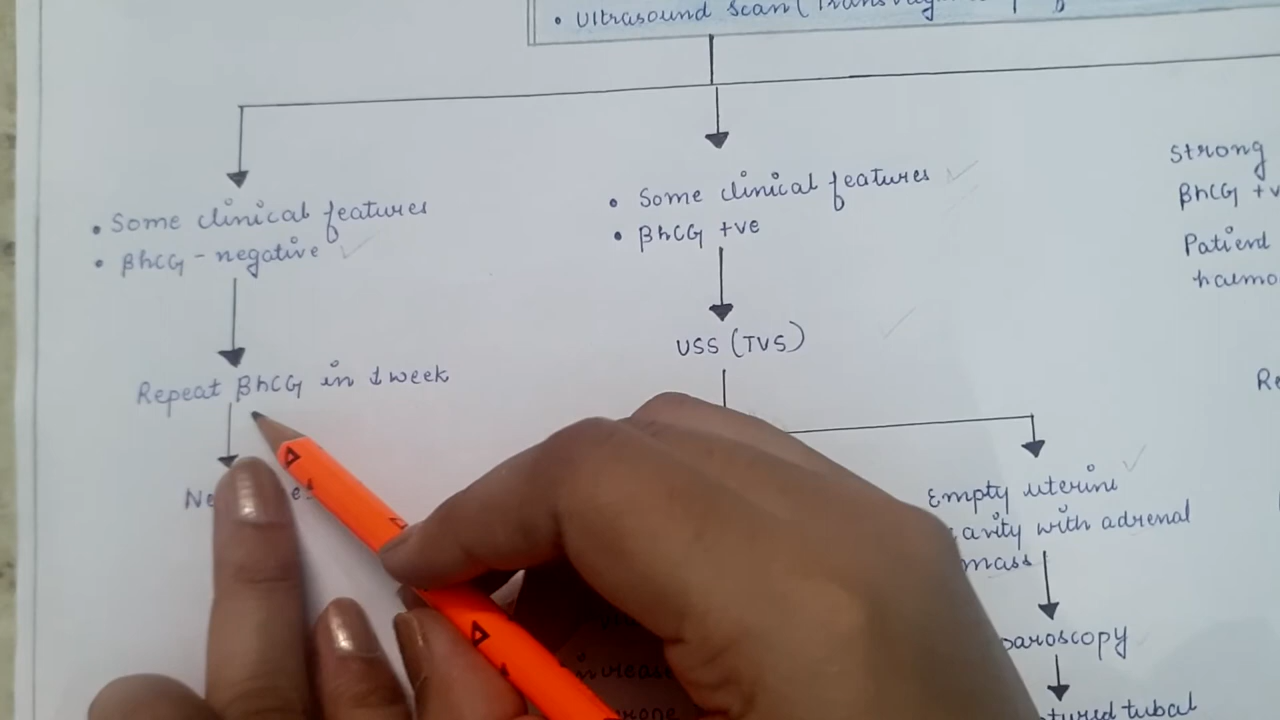 • Ultrasound Scan (
• Some clinical features
• βhCG - negative
Repeat βhCG in 1 week
• Some clinical features
• βhCG +ve
USS (TVS)
Empty uterine
cavity with adrenal
mass
paroscopy
tured tubal
Strong
βhCG +v
Patient
haemo
Re